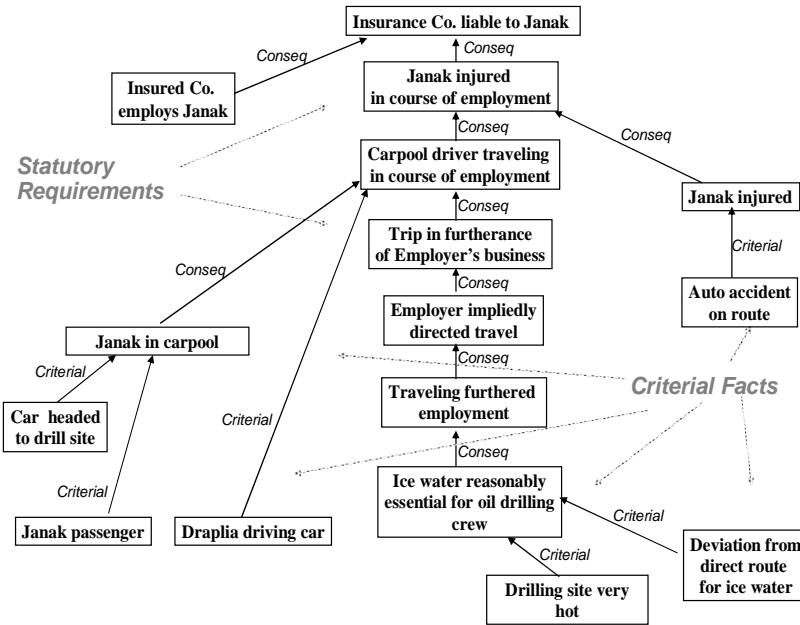 Insurance Co. liable to Janak
Conseq
Conseq
Insured Co.
employs Janak
Janak injured
in course of employment
Conseq
Conseq
Statutory
Requirements
Carpool driver traveling
in course of employment
Janak injured
Conseq
Criterial
Trip in furtherance
of Employer's business
Conseq
Conseq
Auto accident
on route
Employer impliedly
directed travel
Janak in carpool
Conseq
Criterial
Criterial Facts
Traveling furthered
employment
Car headed
to drill site
Criterial
Conseq
Criterial
Ice water reasonably
essential for oil drilling
crew
Criterial
Janak passenger
Draplia driving car
Criterial
Deviation from
direct route
for ice water
Drilling site very
hot